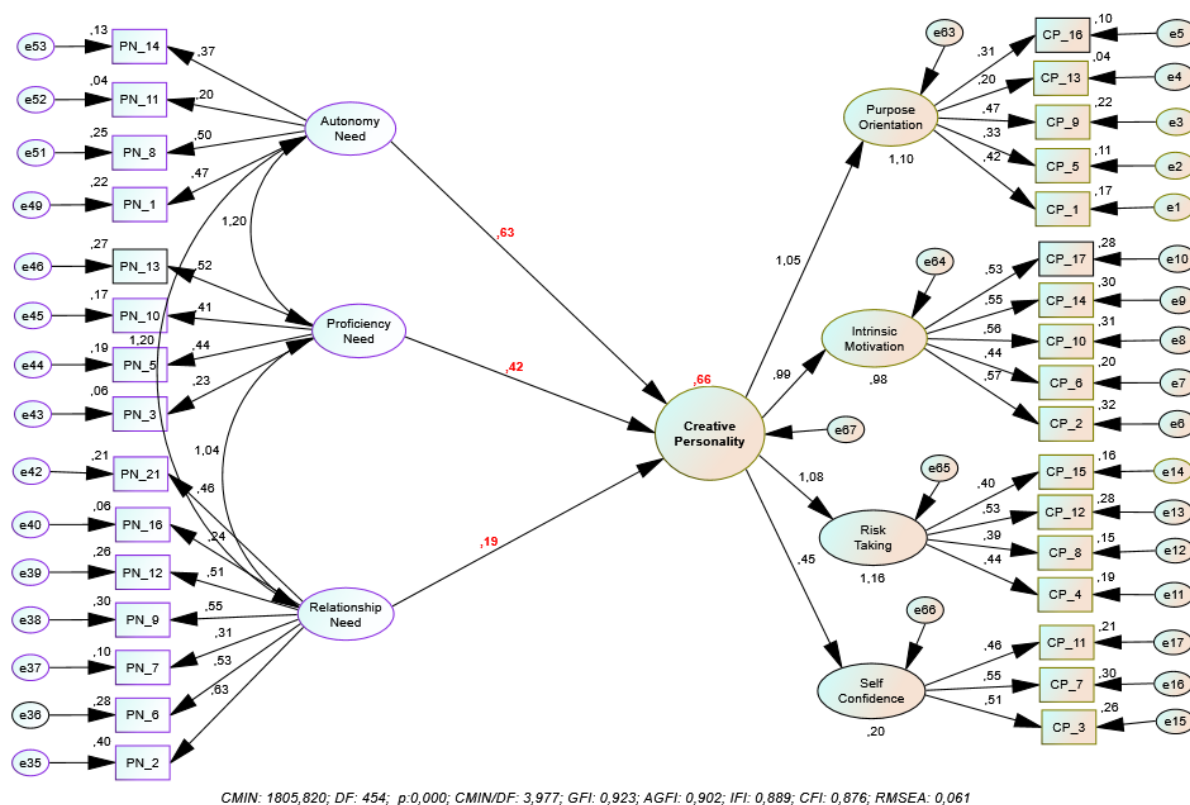 e53
,13
PN_14
,37
e52
,04
PN_11
,20
e51
,25
PN_8
,50
e49
,22
PN_1
,47
Autonomy
Need
1,20
e46
,27
PN_13
,52
e45
,17
PN_10
,41
1,20
e44
,19
PN_5
,44
e43
,06
PN_3
,23
Proficiency
Need
1,04
e42
,21
PN_21
,46
e40
,06
PN_16
,24
e39
,26
PN_12
,51
e38
,30
PN_9
,55
e37
,10
PN_7
,31
e36
,28
PN_6
,53
e35
,40
PN_2
,63
Relationship
Need
,63
,42
,19
,66
Creative
Personality
e67
1,05
,99
1,08
,45
e63
Purpose
Orientation
1,10
,31
CP_16
,10
e5
,20
CP_13
,04
e4
,47
CP_9
,22
e3
,33
CP_5
,11
e2
,42
CP_1
,17
e1
e64
Intrinsic
Motivation
,98
,53
CP_17
,28
e10
,55
CP_14
,30
e9
,56
CP_10
,31
e8
,44
CP_6
,20
e7
,57
CP_2
,32
e6
e65
Risk
Taking
1,16
,40
CP_15
,16
e14
,53
CP_12
,28
e13
,39
CP_8
,15
e12
,44
CP_4
,19
e11
e66
Self
Confidence
,20
,46
CP_11
,21
e17
,55
CP_7
,30
e16
,51
CP_3
,26
e15
CMIN: 1805,820; DF: 454; p:0,000; CMIN/DF: 3,977; GFI: 0,923; AGFI: 0,902; IFI: 0,889; CFI: 0,876; RMSEA: 0,061